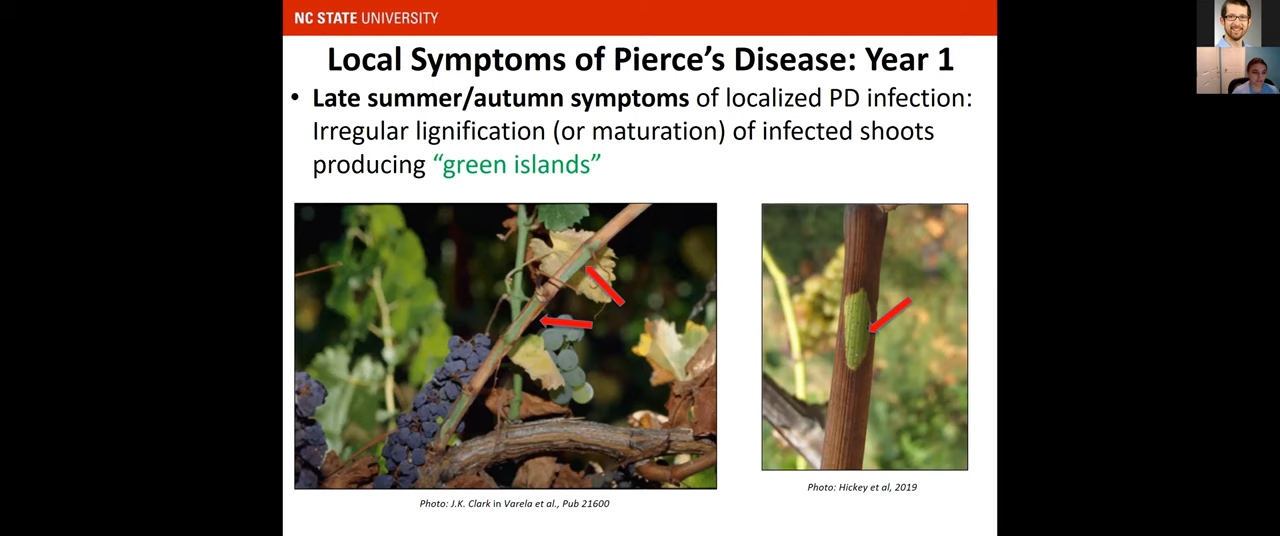 NC STATE UNIVERSITY
Local Symptoms of Pierce's Disease: Year 1
• Late summer/autumn symptoms of localized PD infection:
Irregular lignification (or maturation) of infected shoots
producing “green islands”
Photo: J.K. Clark in Varela et al., Pub 21600
Photo: Hickey et al, 2019